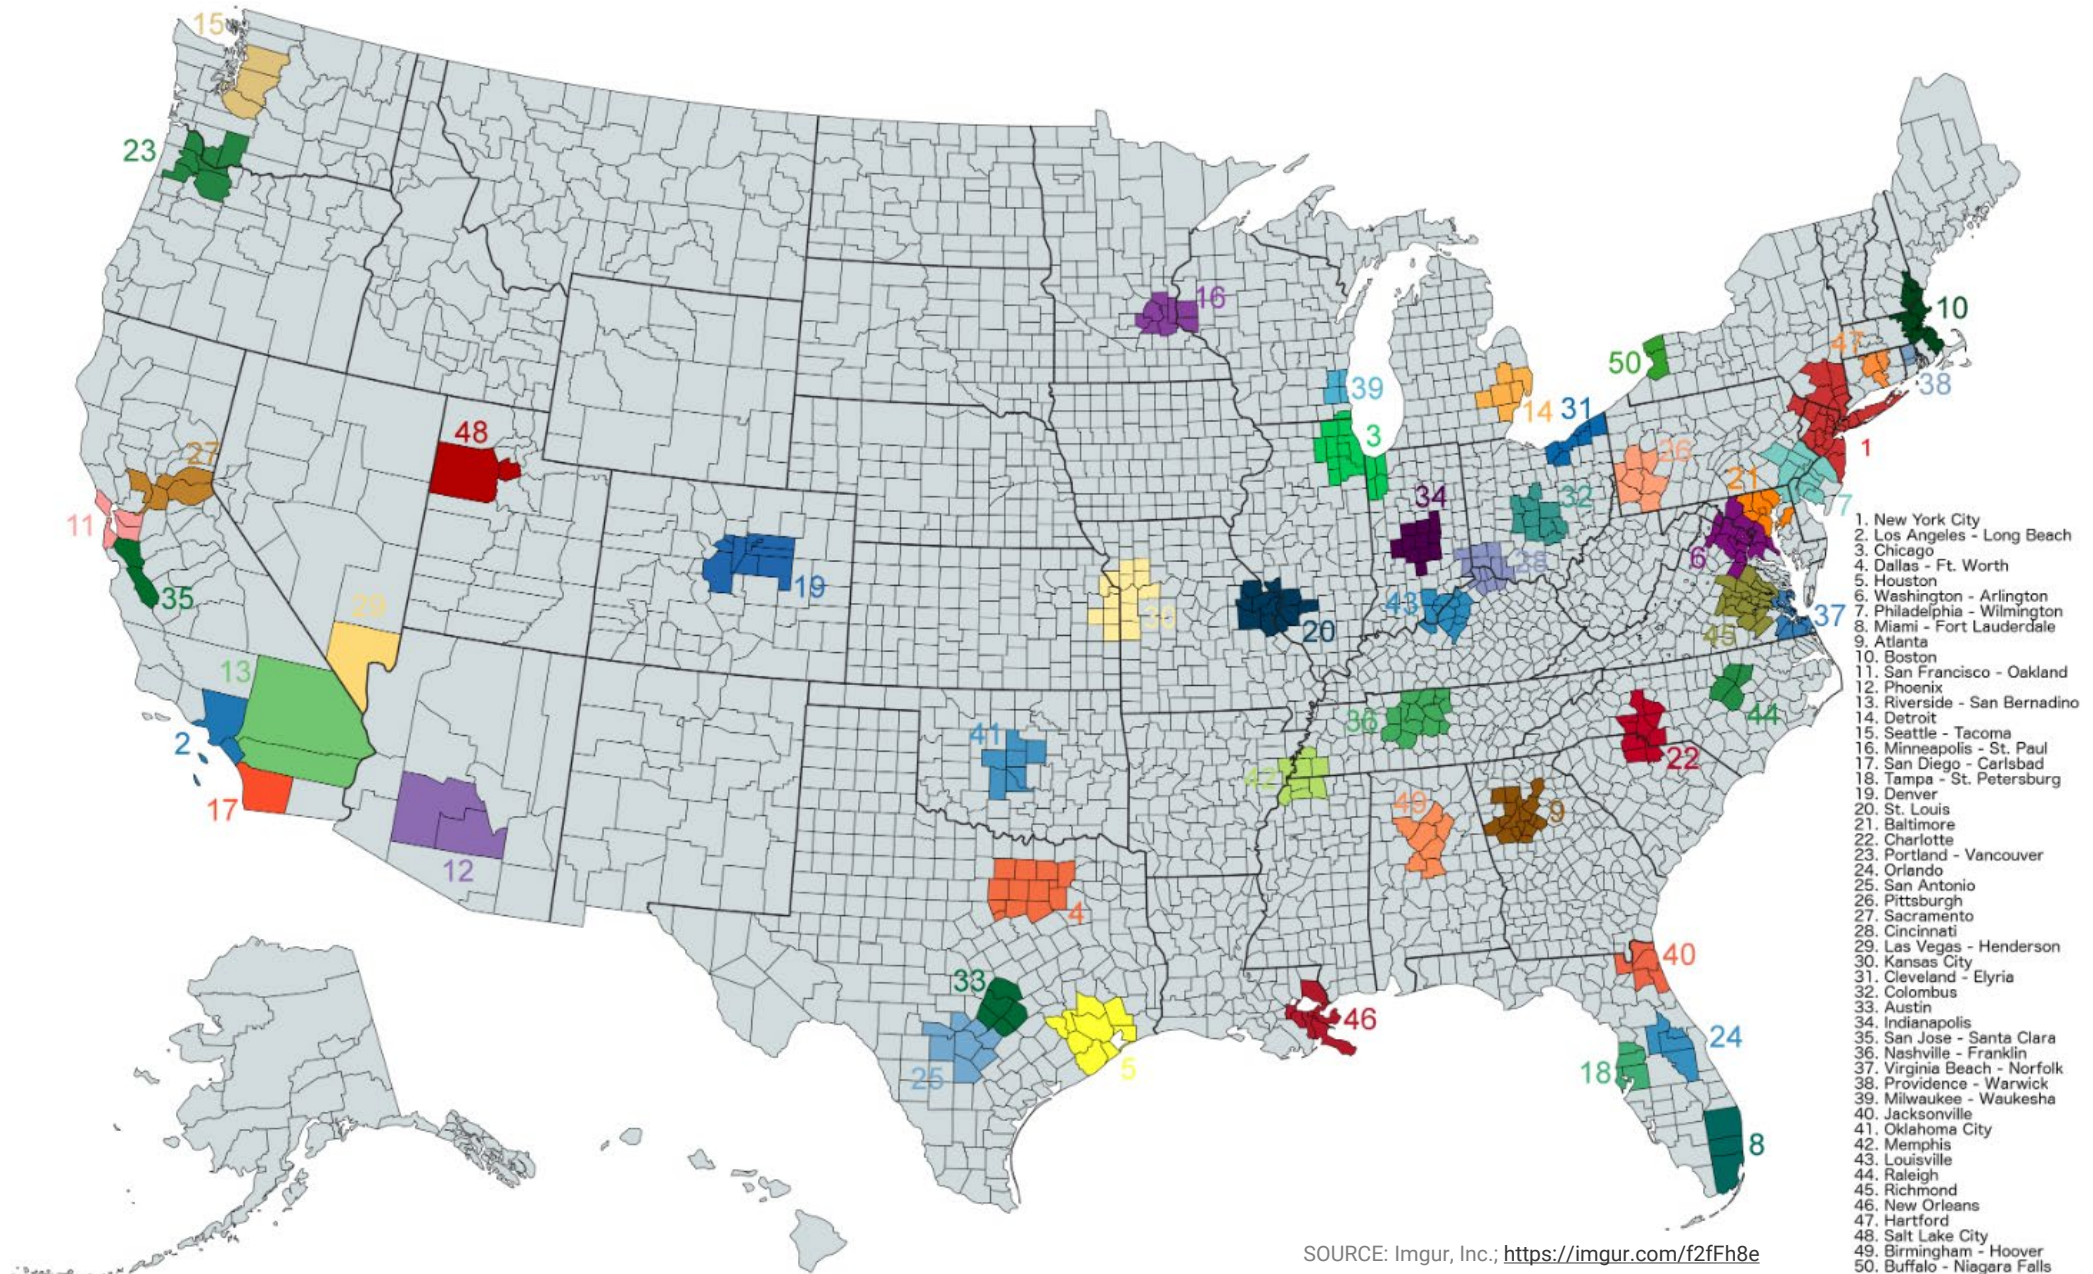 15
23
11
27
35
2
13
17
29
48
12
19
16
39
3
14
31
50
47
10
38
1
7
26
21
6
34
32
28
43
30
20
37
45
36
44
22
41
42
49
9
4
33
25
5
46
40
24
18
8
1. New York City
2. Los Angeles - Long Beach
3. Chicago
4. Dallas - Ft. Worth
5. Houston
6. Washington - Arlington
7. Philadelphia - Wilmington
8. Miami - Fort Lauderdale
9. Atlanta
10. Boston
11. San Francisco - Oakland
12. Phoenix
13. Riverside - San Bernadino
14. Detroit
15. Seattle - Tacoma
16. Minneapolis - St. Paul
17. San Diego - Carlsbad
18. Tampa - St. Petersburg
19. Denver
20. St. Louis
21. Baltimore
22. Charlotte
23. Portland - Vancouver
24. Orlando
25. San Antonio
26. Pittsburgh
27. Sacramento
28. Cincinnati
29. Las Vegas - Henderson
30. Kansas City
31. Cleveland - Elyria
32. Colombus
33. Austin
34. Indianapolis
35. San Jose - Santa Clara
36. Nashville - Franklin
37. Virginia Beach - Norfolk
38. Providence - Warwick
39. Milwaukee - Waukesha
40. Jacksonville
41. Oklahoma City
42. Memphis
43. Louisville
44. Raleigh
45. Richmond
46. New Orleans
47. Hartford
48. Salt Lake City
49. Birmingham - Hoover
50. Buffalo - Niagara Falls
SOURCE: Imgur, Inc.; https://imgur.com/f2fFh8e